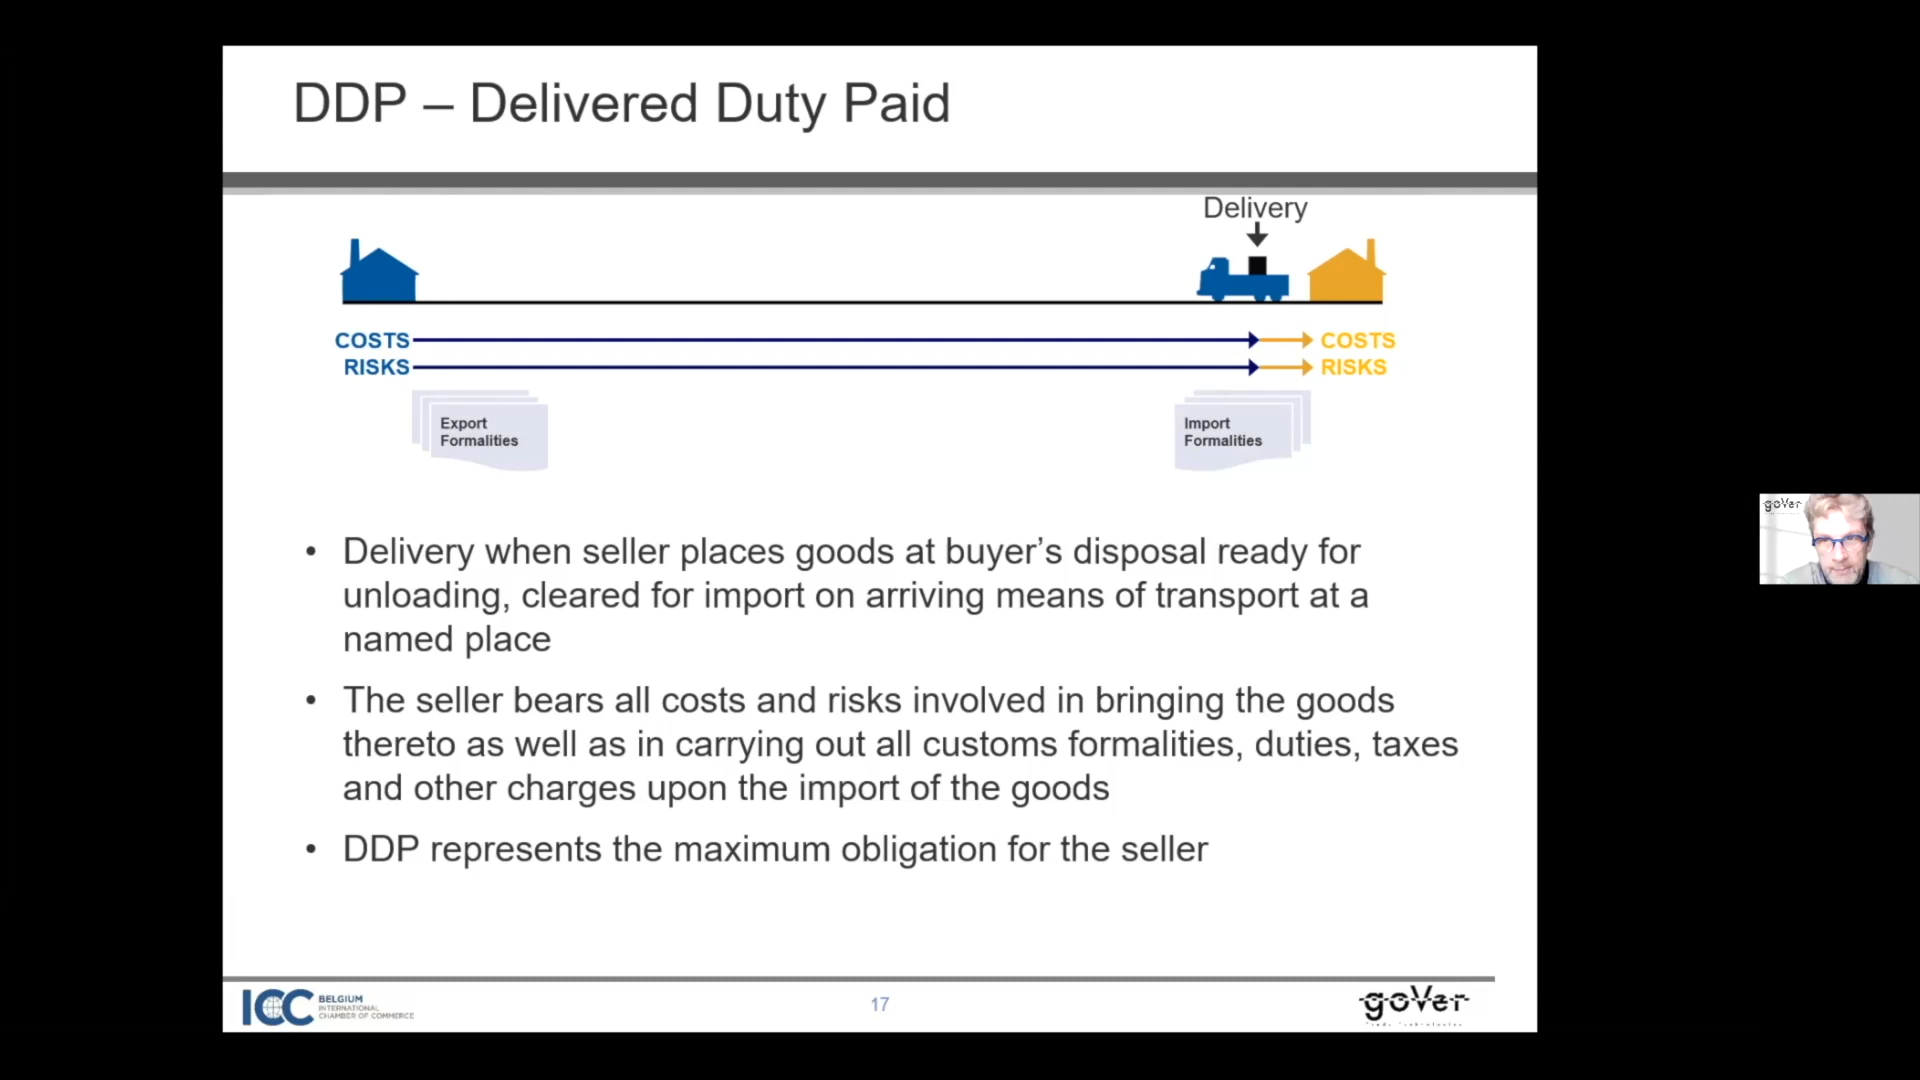 DDP – Delivered Duty Paid
Delivery
COSTS
COSTS
RISKS
RISKS
Export
Formalities
Import
Formalities
• Delivery when seller places goods at buyer’s disposal ready for
unloading, cleared for import on arriving means of transport at a
named place
• The seller bears all costs and risks involved in bringing the goods
thereto as well as in carrying out all customs formalities, duties, taxes
and other charges upon the import of the goods
• DDP represents the maximum obligation for the seller
ICC BELGIUM
INTERNATIONAL
CHAMBER OF COMMERCE
17
goVer
goVer